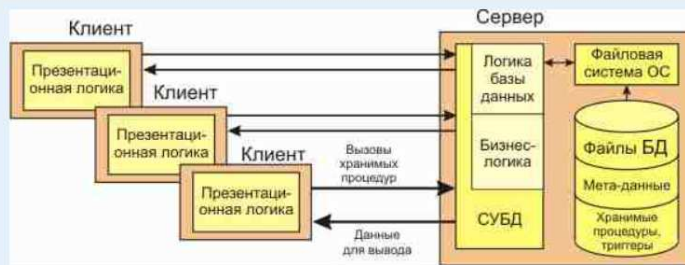 Клиент
Презентаци-
онная логика
Клиент
Презентаци-
онная логика
Клиент
Презентаци-
онная логика
Вызовы
хранимых
процедур
Данные
для вывода
Сервер
Логика
базы
данных
Бизнес-
логика
СУБД
Файловая
система ОС
Файлы БД
Мета-данные
Хранимые
процедуры,
триггеры